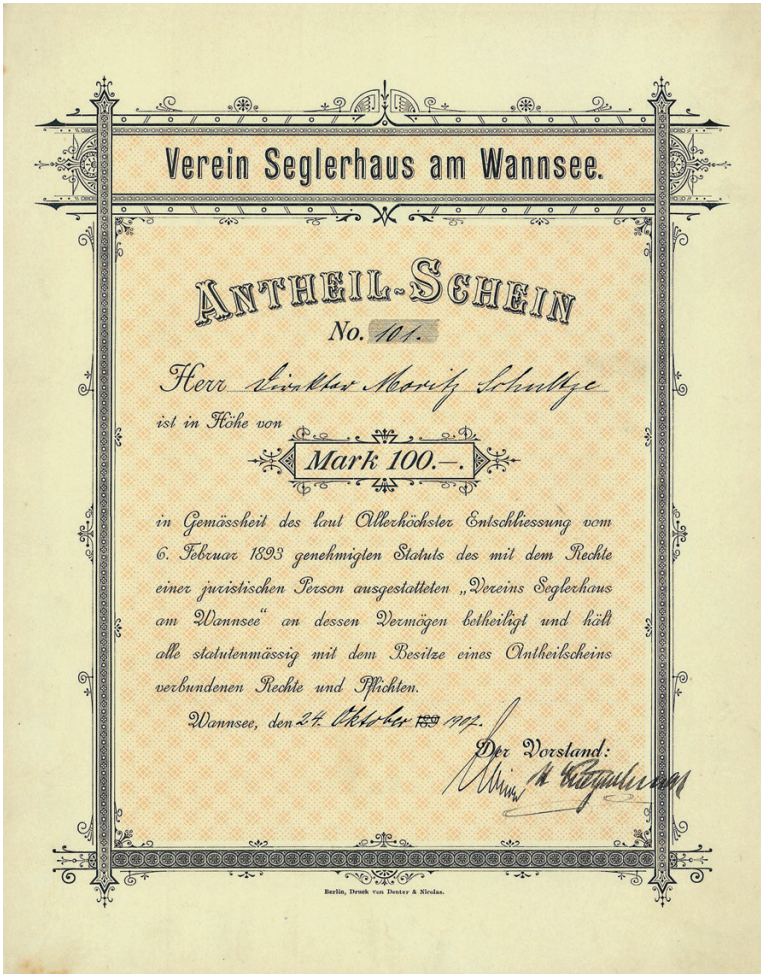 Verein Seglerhaus am Wannsee.
ANTHEIL-SCHEIN
No. 101.
Herr Direktor Moritz Schultze
ist in Höhe von
Mark 100.—.
in Gemässheit des laut Allerhöchster Entschliessung vom
6. Februar 1893 genehmigten Statuts des mit dem Rechte
einer juristischen Person ausgestatteten „Vereins Seglerhaus
am Wannsee“ an dessen Vermögen betheiligt und hält
alle statutenmässig mit dem Besitze eines Antheilscheins
verbundenen Rechte und Pflichten.
Wannsee, den 24. Oktober 189 1907.
Der Vorstand:
Berlin, Druck von Deuter & Nicolas.